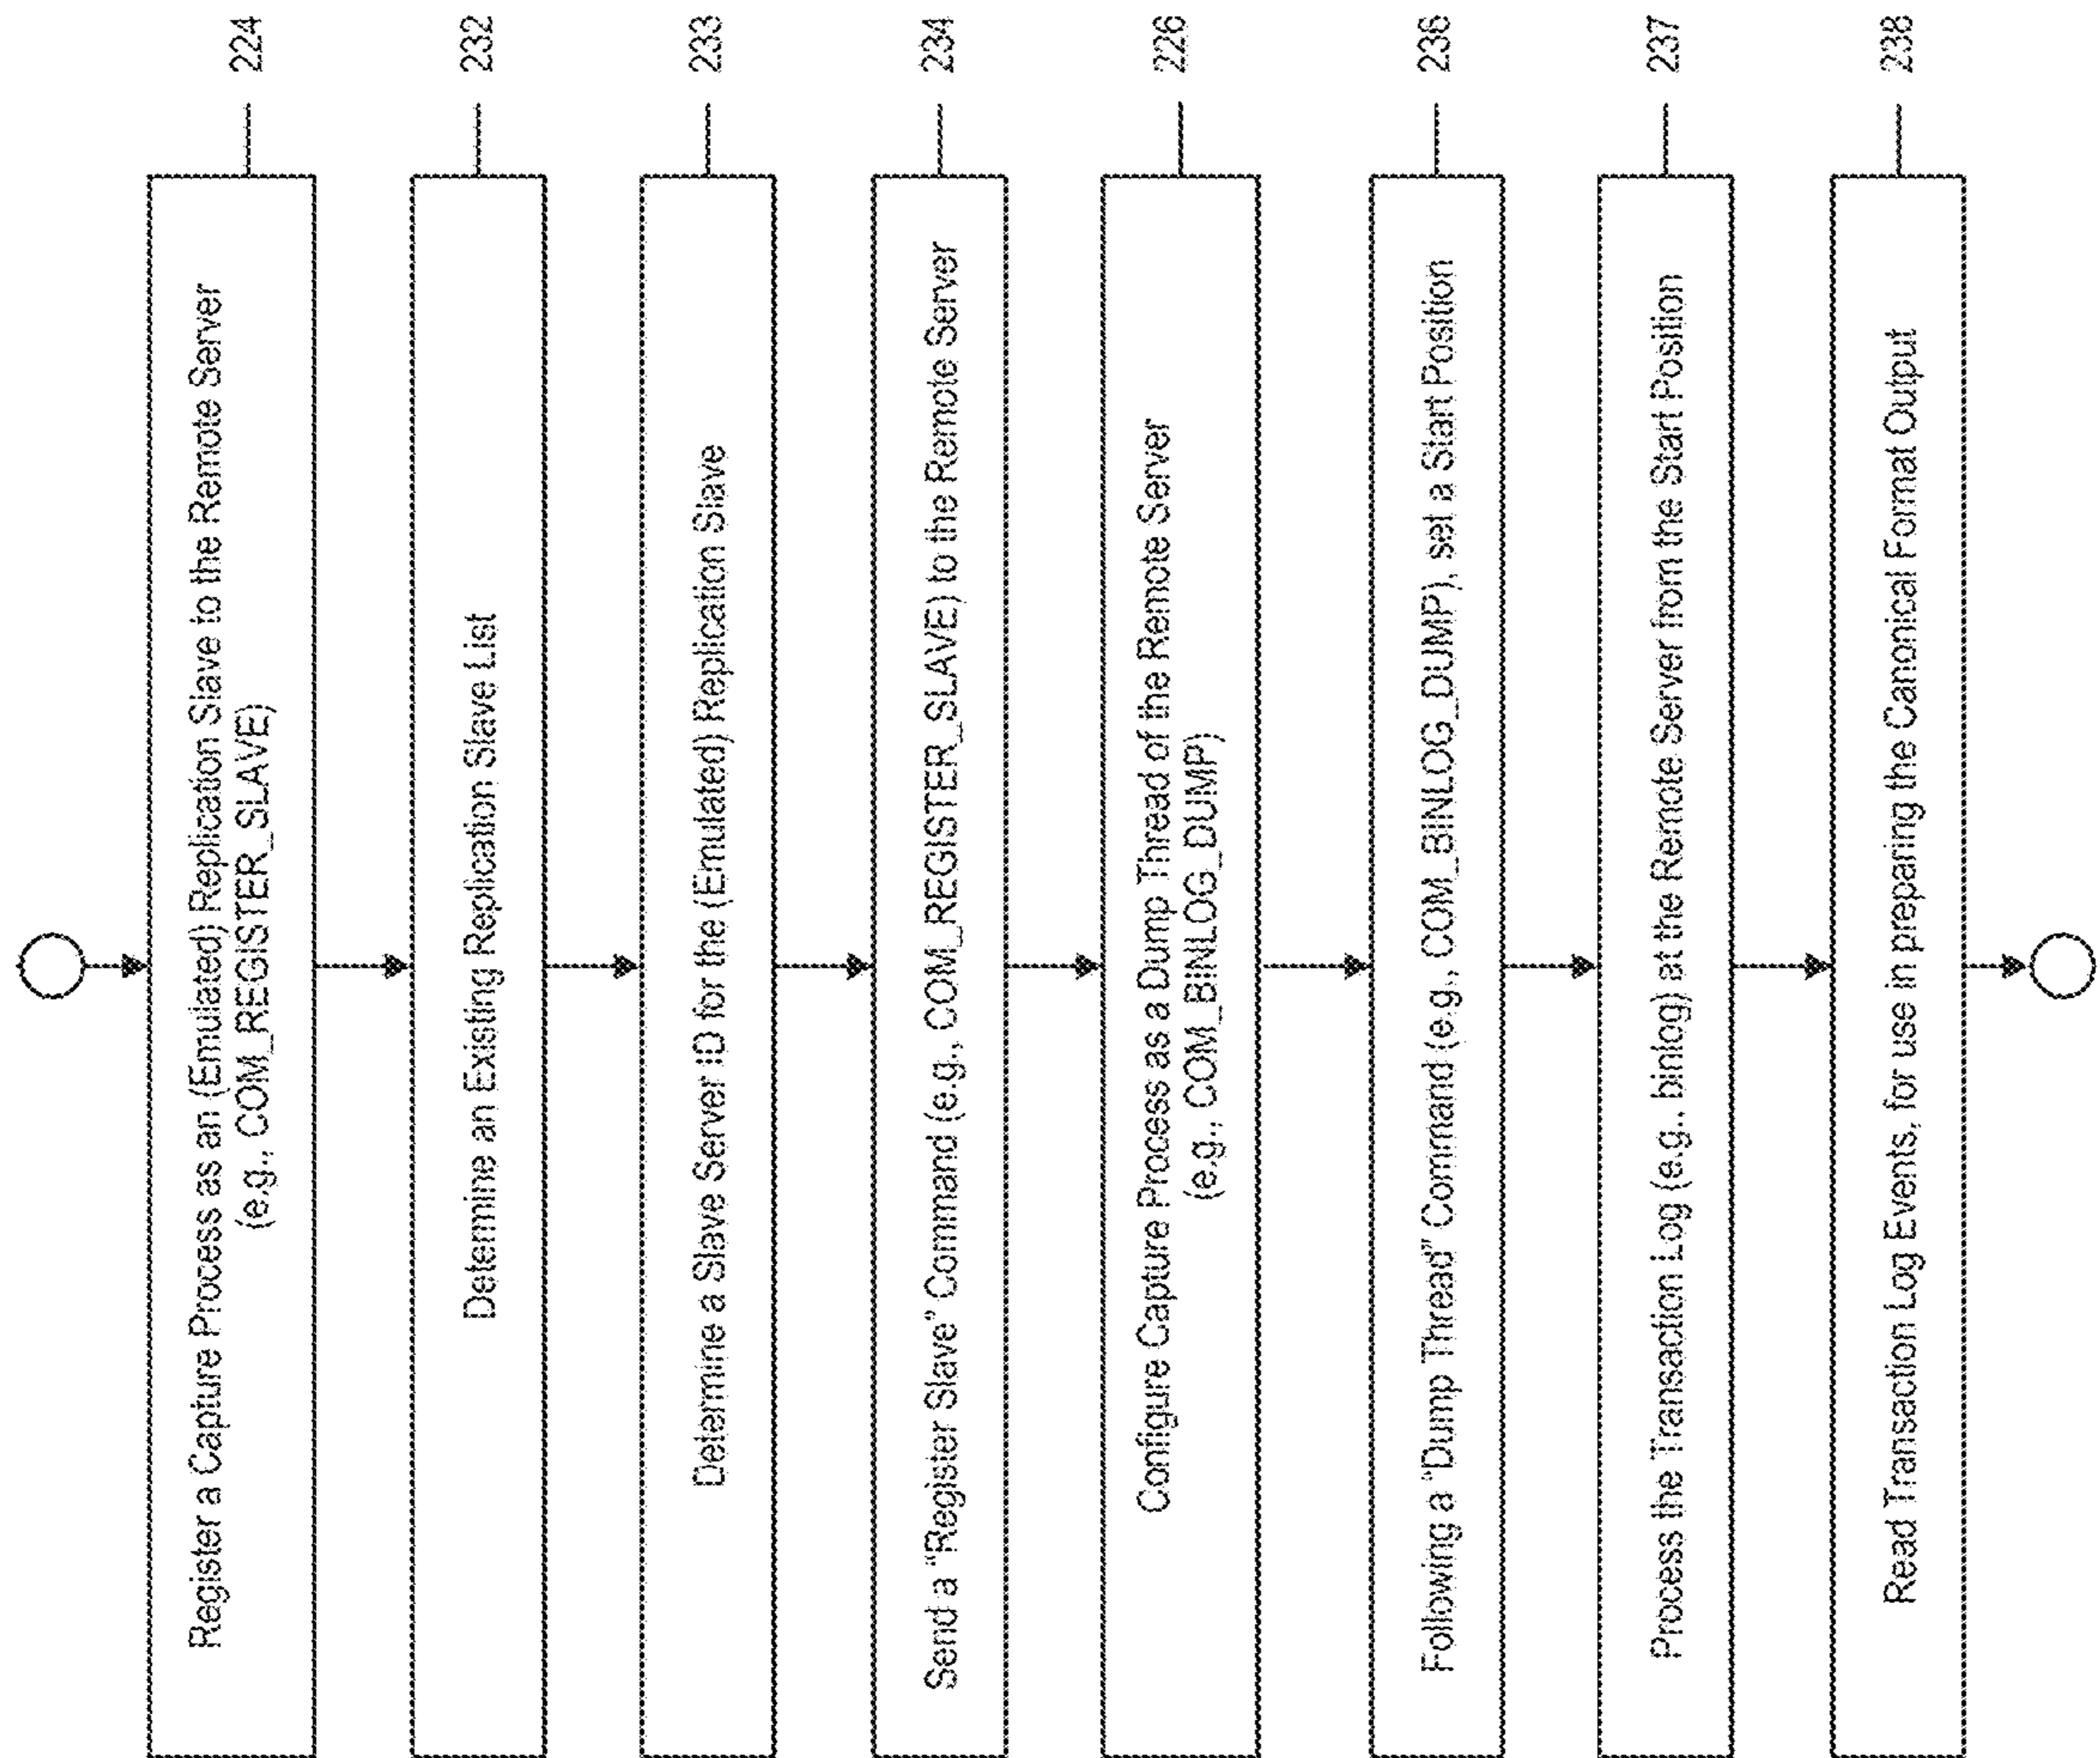 Register a Capture Process as an (Emulated) Replication Slave to the Remote Server
(e.g., COM_REGISTER_SLAVE)
224
Determine an Existing Replication Slave List
232
Determine a Slave Server ID for the (Emulated) Replication Slave
233
Send a “Register Slave” Command (e.g., COM_REGISTER_SLAVE) to the Remote Server
234
Configure Capture Process as a Dump Thread of the Remote Server
(e.g., COM_BINLOG_DUMP)
226
Following a “Dump Thread” Command (e.g., COM_BINLOG_DUMP), set a Start Position
236
Process the Transaction Log (e.g., binlog) at the Remote Server from the Start Position
237
Read Transaction Log Events, for use in preparing the Canonical Format Output
238